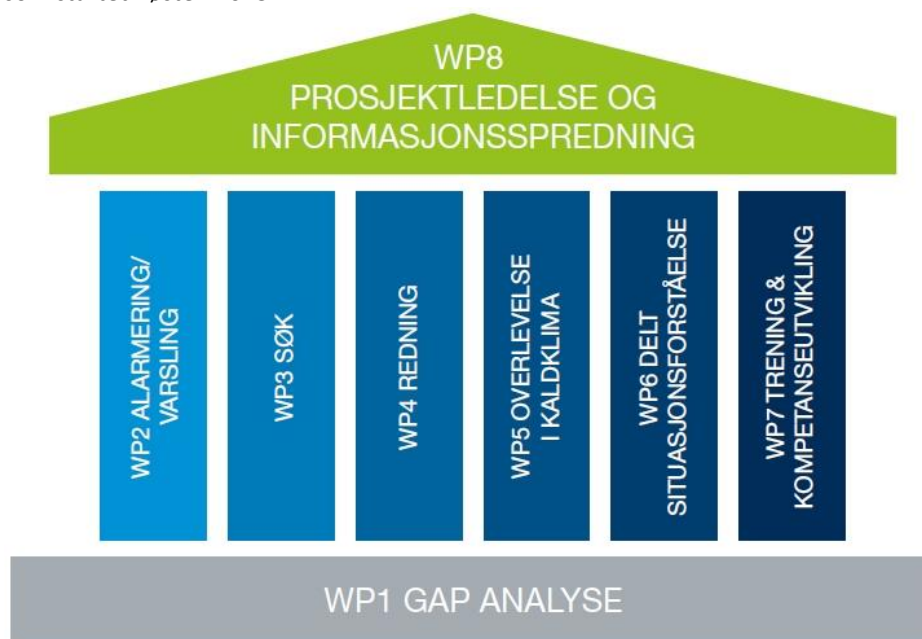 WP8
PROSJEKTLEDELSE OG
INFORMASJONSSPREDNING
WP2 ALARMERING/
VARSLING
WP3 SØK
WP4 REDNING
WP5 OVERLEVELSE
I KALDKLIMA
WP6 DELT
SITUASJONSFORSTÅELSE
WP7 TRENING &
KOMPETANSEUTVIKLING
WP1 GAP ANALYSE